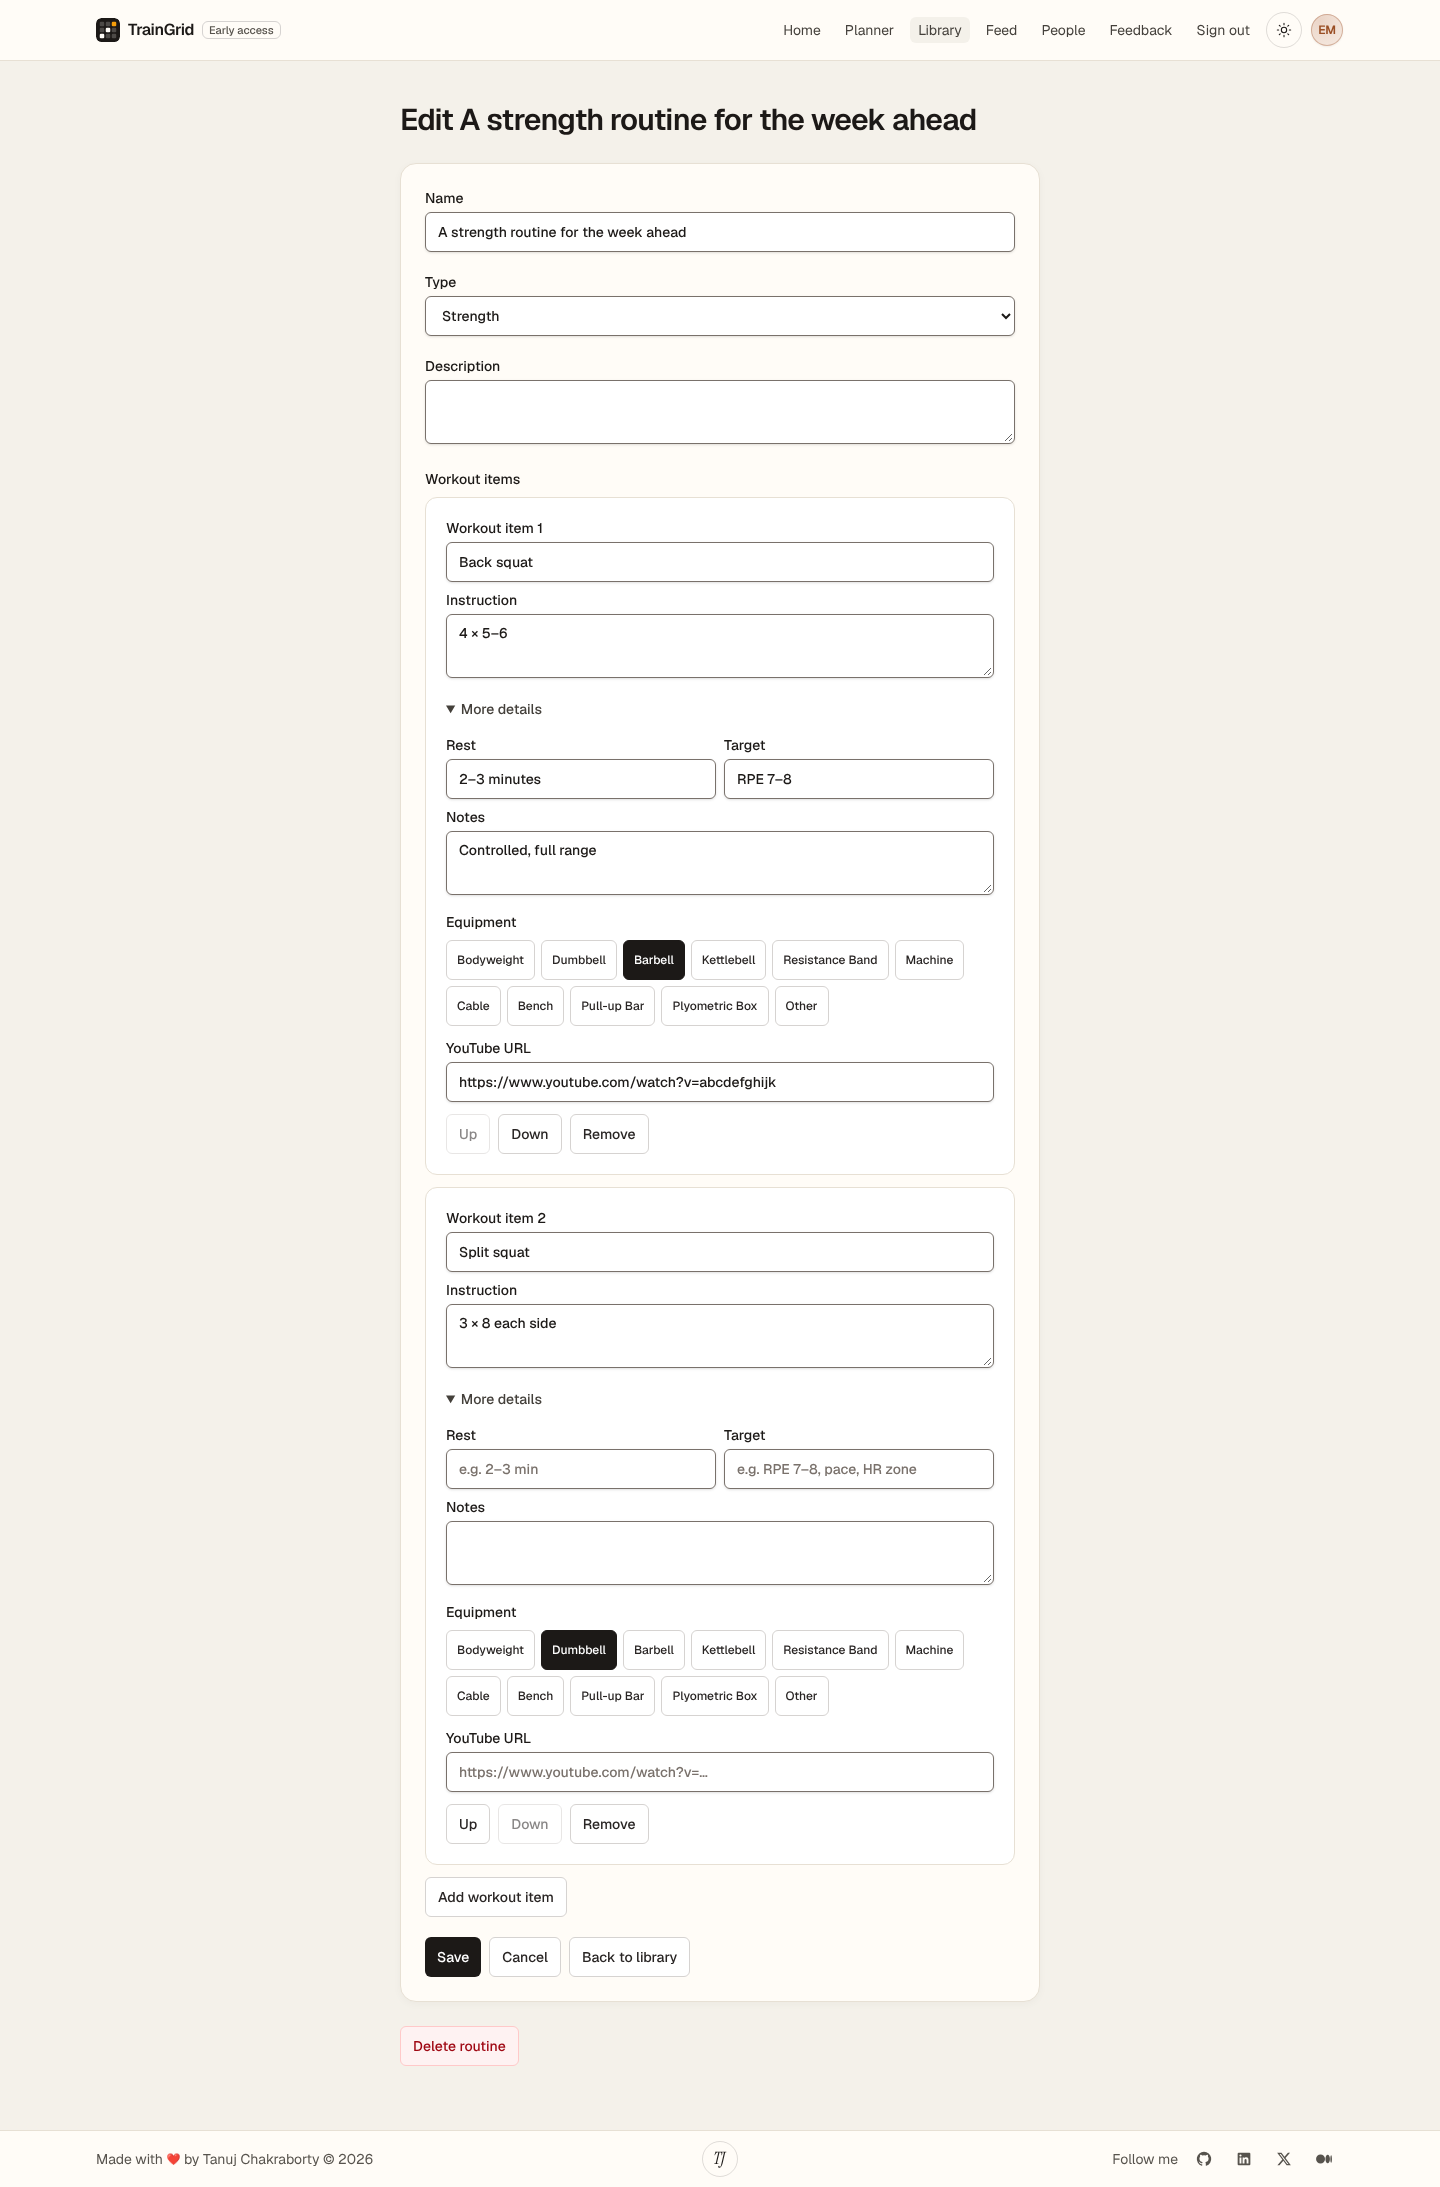 TrainGrid Early access Home Planner Library Feed People Feedback Sign out EM
Edit A strength routine for the week ahead
Name
A strength routine for the week ahead
Type
Strength
Description
Workout items
Workout item 1
Back squat
Instruction
4 × 5–6
▼ More details
Rest Target
2–3 minutes RPE 7–8
Notes
Controlled, full range
Equipment
Bodyweight Dumbbell Barbell Kettlebell Resistance Band Machine
Cable Bench Pull-up Bar Plyometric Box Other
YouTube URL
https://www.youtube.com/watch?v=abcdefghijk
Up Down Remove
Workout item 2
Split squat
Instruction
3 × 8 each side
▼ More details
Rest Target
e.g. 2–3 min e.g. RPE 7–8, pace, HR zone
Notes
Equipment
Bodyweight Dumbbell Barbell Kettlebell Resistance Band Machine
Cable Bench Pull-up Bar Plyometric Box Other
YouTube URL
https://www.youtube.com/watch?v=…
Up Down Remove
Add workout item
Save Cancel Back to library
Delete routine
Made with ❤️ by Tanuj Chakraborty © 2026 TJ Follow me